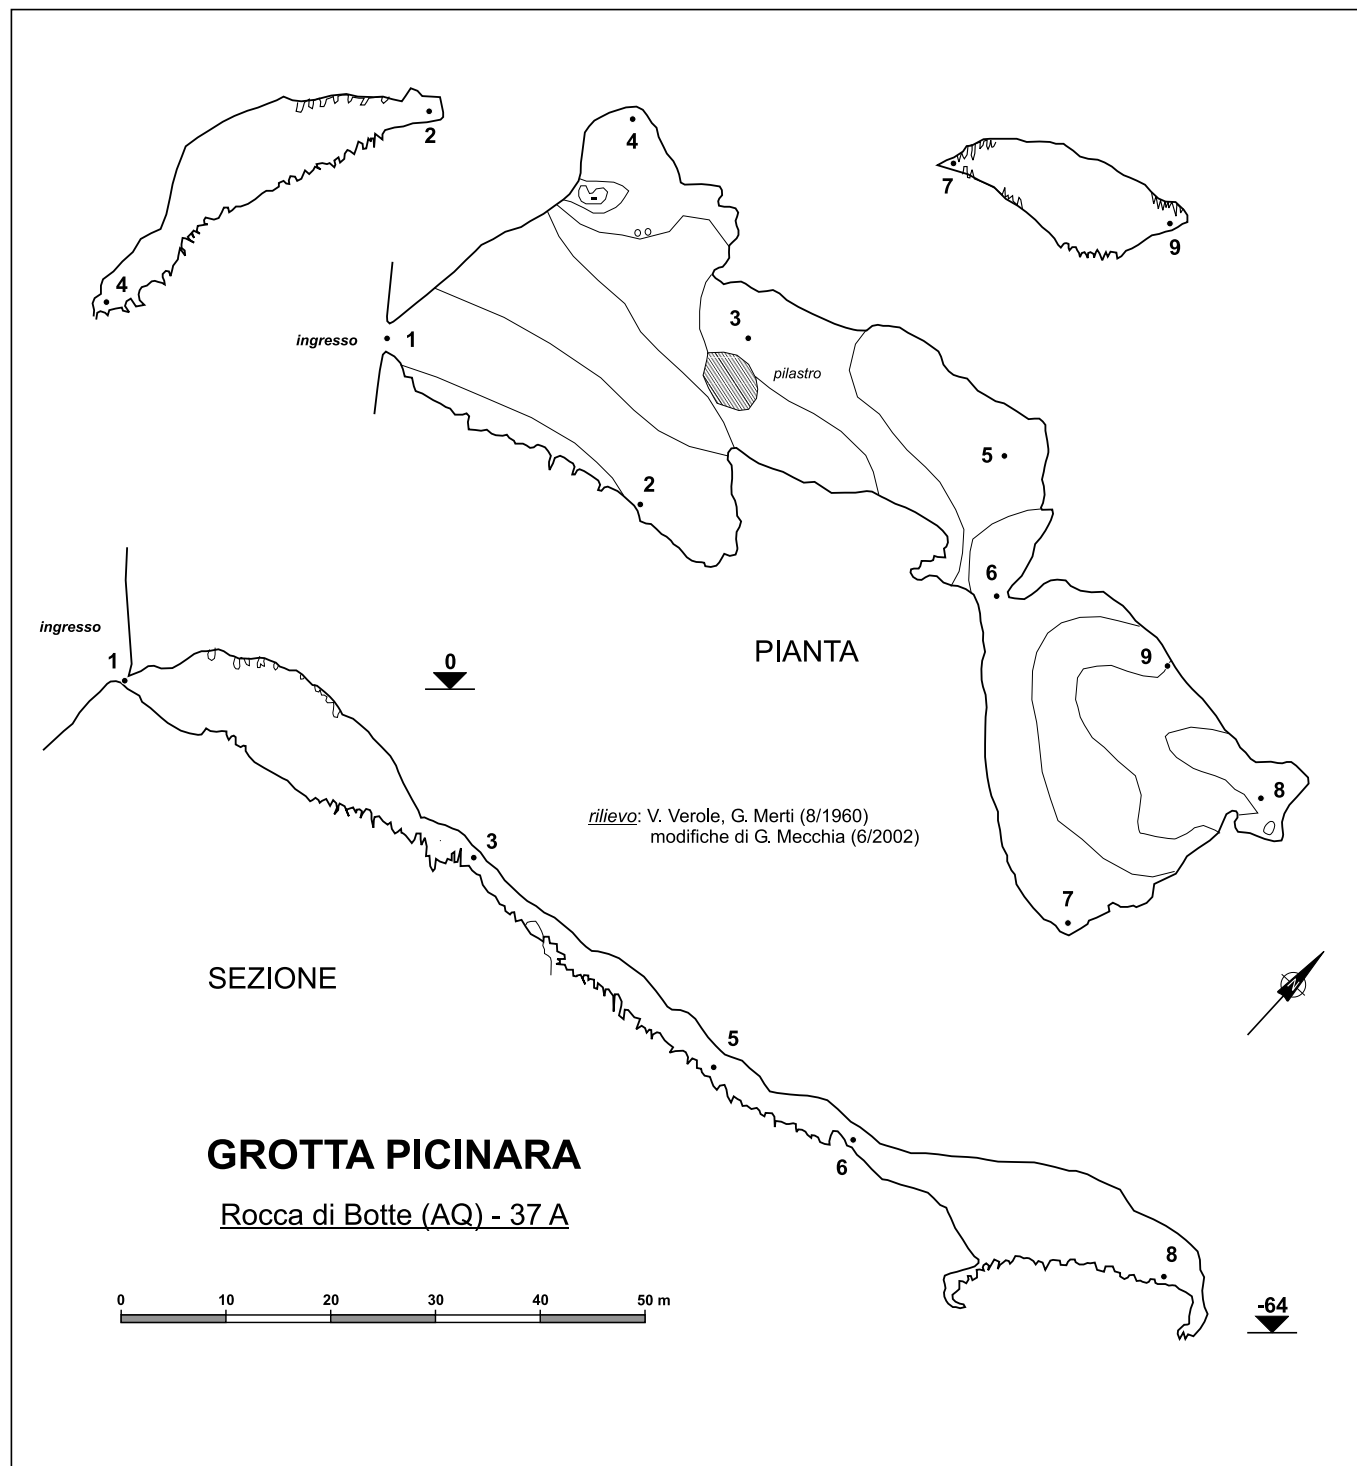 2
4
4
7
9
ingresso
1
3
pilastro
5
2
6
PIANTA
9
8
7
ingresso
1
0
3
rilievo: V. Verole, G. Merti (8/1960)
modifiche di G. Mecchia (6/2002)
N
SEZIONE
5
6
8
-64
GROTTA PICINARA
Rocca di Botte (AQ) - 37 A
0 10 20 30 40 50 m